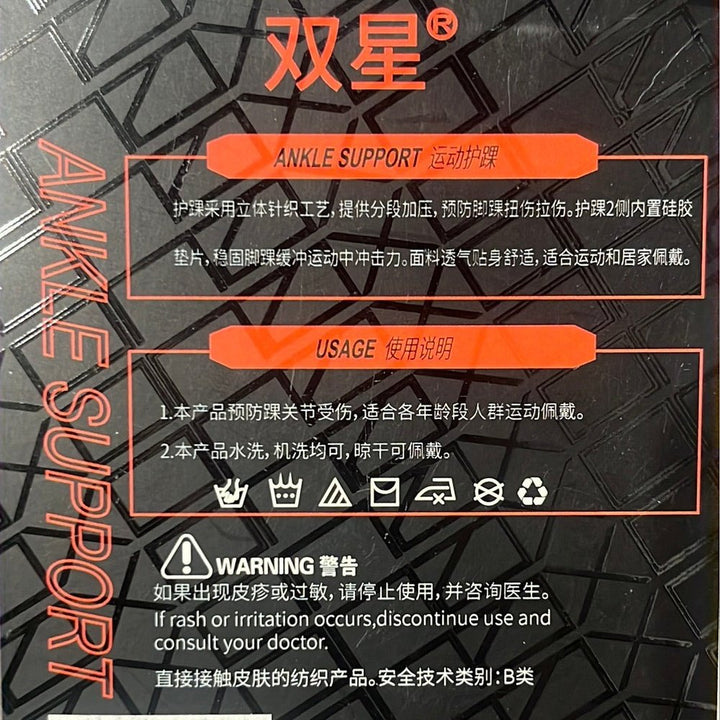 双星®
ANKLE SUPPORT 运动护踝
护踝采用立体针织工艺，提供分段加压，预防脚踝扭伤拉伤。护踝2侧内置硅胶
垫片，稳固脚踝缓冲运动中冲击力。面料透气贴身舒适，适合运动和居家佩戴。
ANKLE SUPPORT
USAGE 使用说明
1.本产品预防踝关节受伤，适合各年龄段人群运动佩戴。
2.本产品水洗，机洗均可，晾干可佩戴。
WARNING 警告
如果出现皮疹或过敏，请停止使用，并咨询医生。
If rash or irritation occurs,discontinue use and
consult your doctor.
直接接触皮肤的纺织产品。安全技术类别：B类